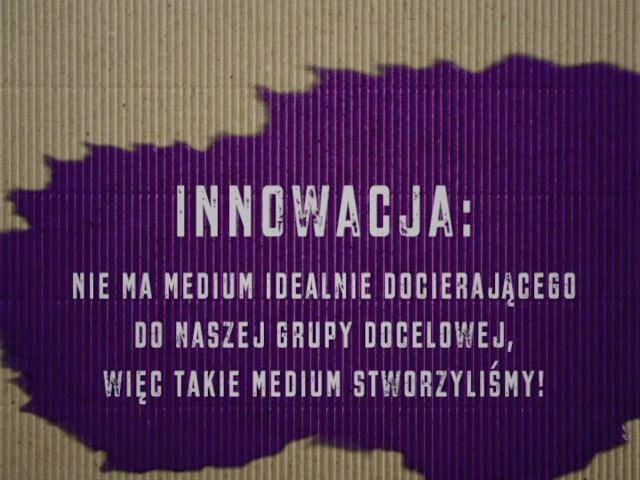 INNOWACJA:
NIE MA MEDIUM IDEALNIE DOCIERAJĄCEGO
DO NASZEJ GRUPY DOCELOWEJ,
WIĘC TAKIE MEDIUM STWORZYLIŚMY!